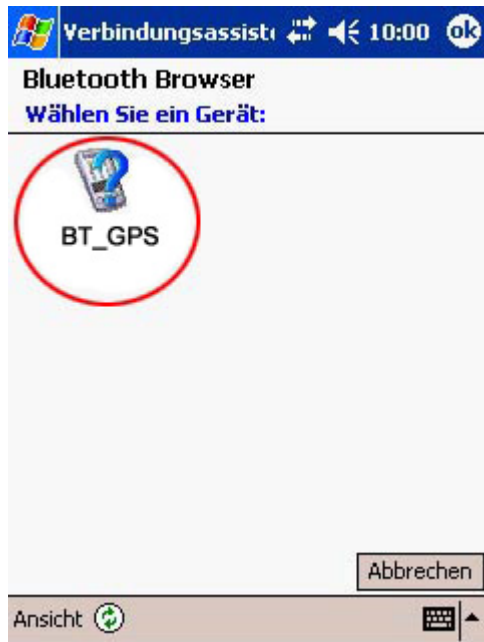 Verbindungsassist 10:00 ok
Bluetooth Browser
Wählen Sie ein Gerät:
BT_GPS
Abbrechen
Ansicht